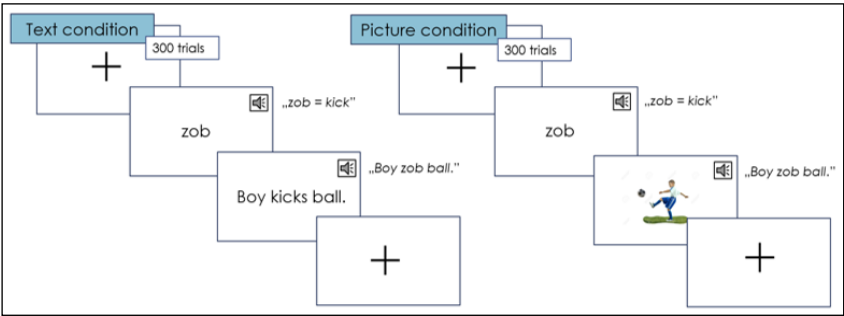 Text condition
300 trials
zob
„zob = kick”
Boy kicks ball.
„Boy zob ball.”
Picture condition
300 trials
zob
„zob = kick”
„Boy zob ball.”